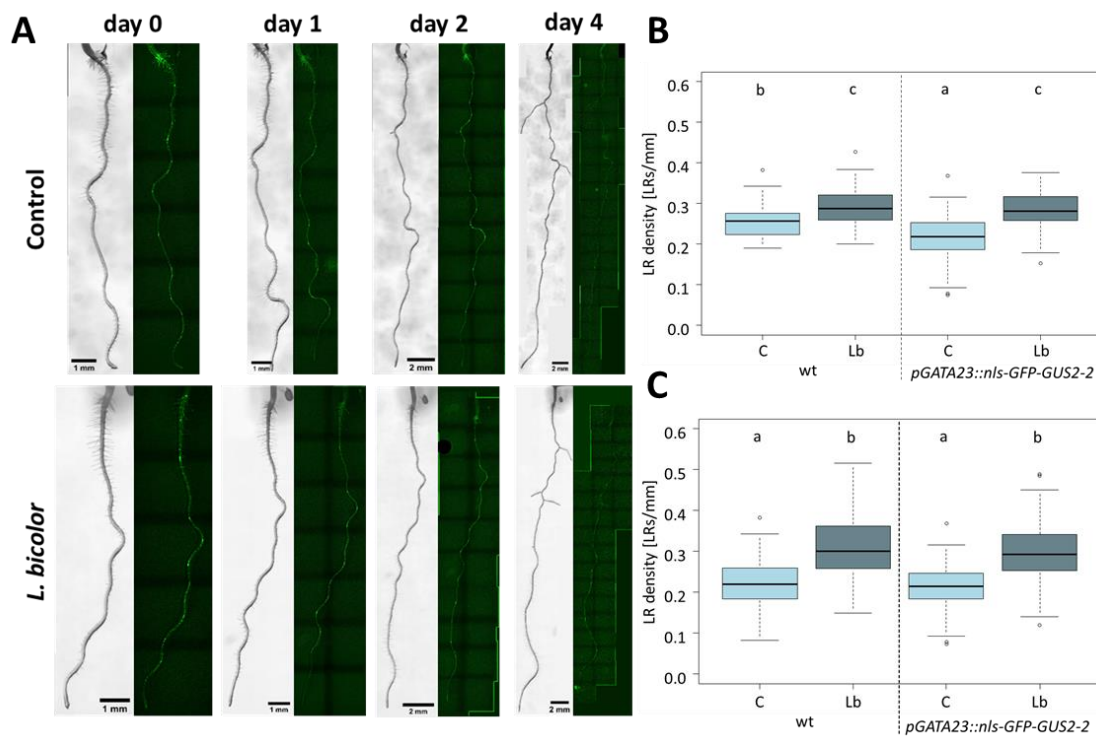 A
day 0 day 1 day 2 day 4
Control
1 mm 1 mm 2 mm 2 mm
L. bicolor
1 mm 1 mm 2 mm 2 mm
B
LR density [LRs/mm]
0.6
0.5
0.4
0.3
0.2
0.1
0.0
b c a c
C Lb C Lb
wt pGATA23::nls-GFP-GUS2-2
C
LR density [LRs/mm]
0.6
0.5
0.4
0.3
0.2
0.1
0.0
a b a b
C Lb C Lb
wt pGATA23::nls-GFP-GUS2-2